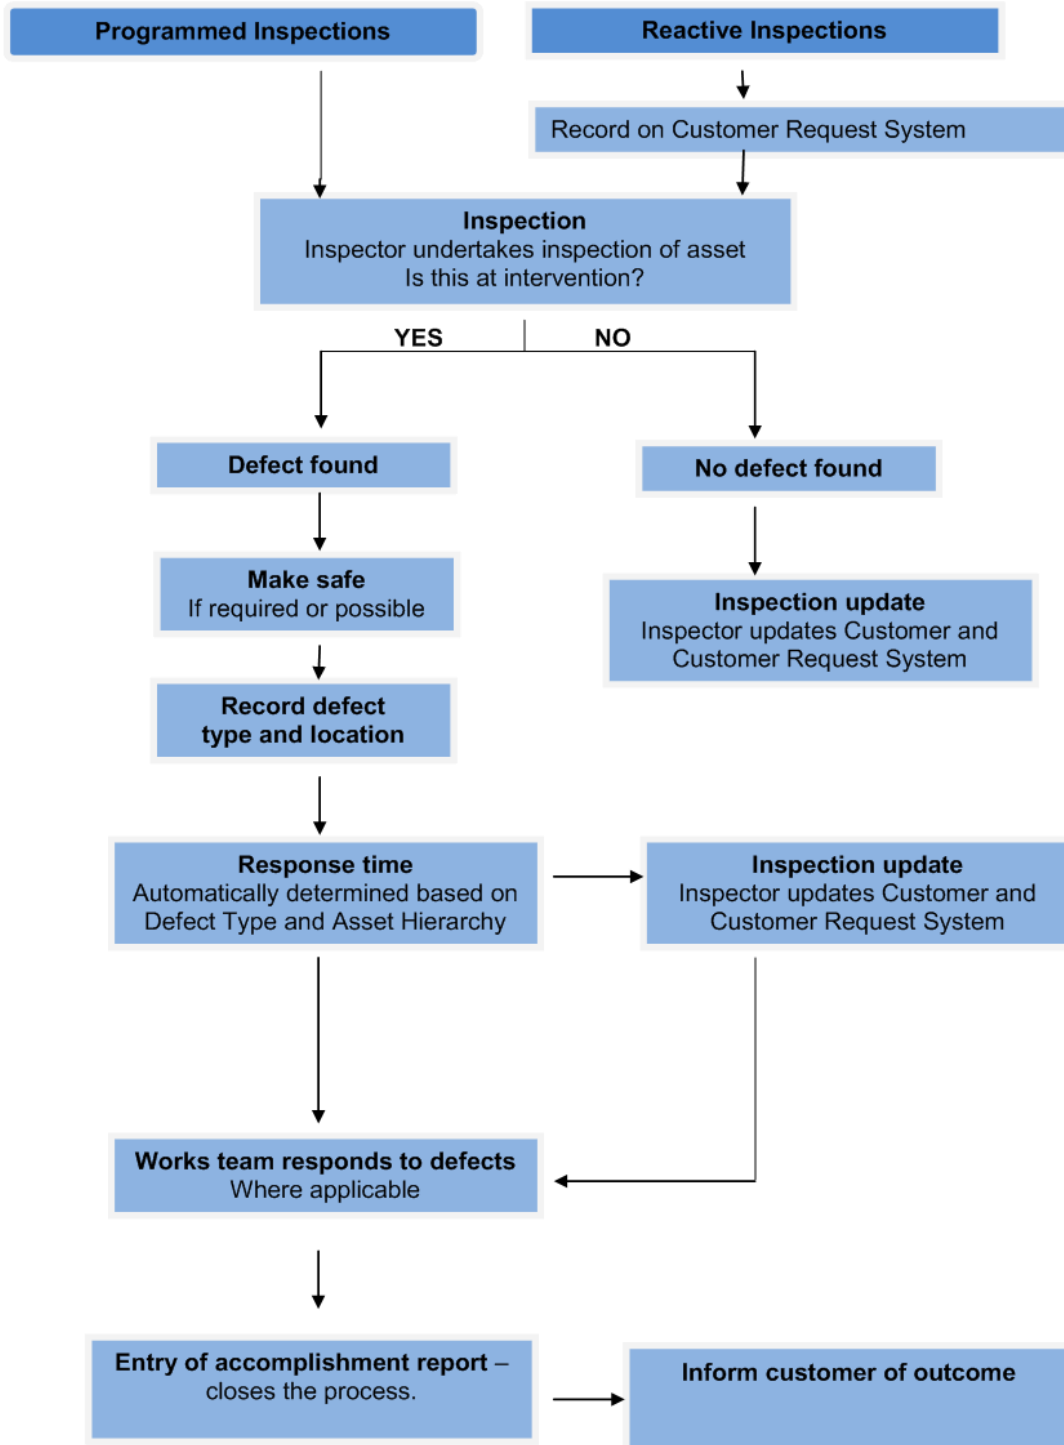 Programmed Inspections
Reactive Inspections
Record on Customer Request System
Inspection
Inspector undertakes inspection of asset
Is this at intervention?
YES
NO
Defect found
No defect found
Make safe
If required or possible
Inspection update
Inspector updates Customer and
Customer Request System
Record defect
type and location
Response time
Automatically determined based on
Defect Type and Asset Hierarchy
Inspection update
Inspector updates Customer and
Customer Request System
Works team responds to defects
Where applicable
Entry of accomplishment report –
closes the process.
Inform customer of outcome